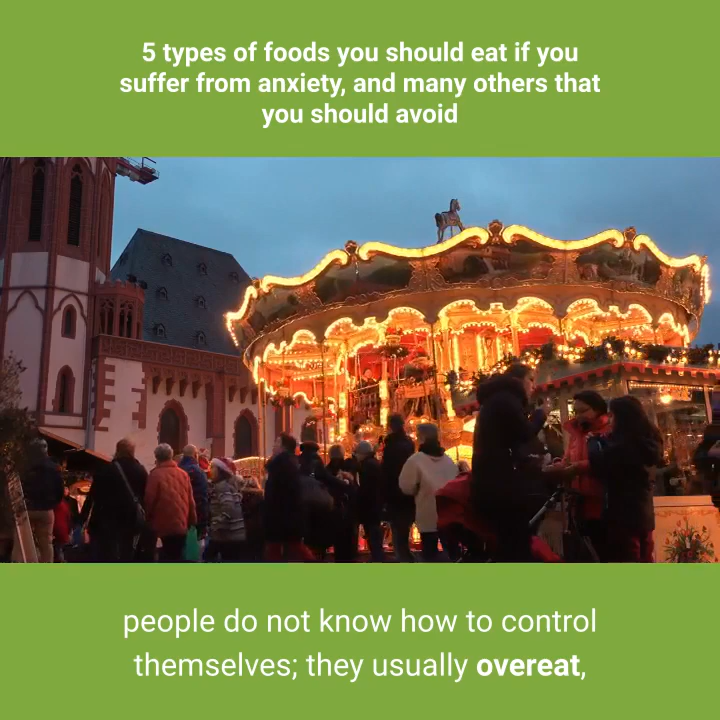 5 types of foods you should eat if you
suffer from anxiety, and many others that
you should avoid
people do not know how to control
themselves; they usually overeat,